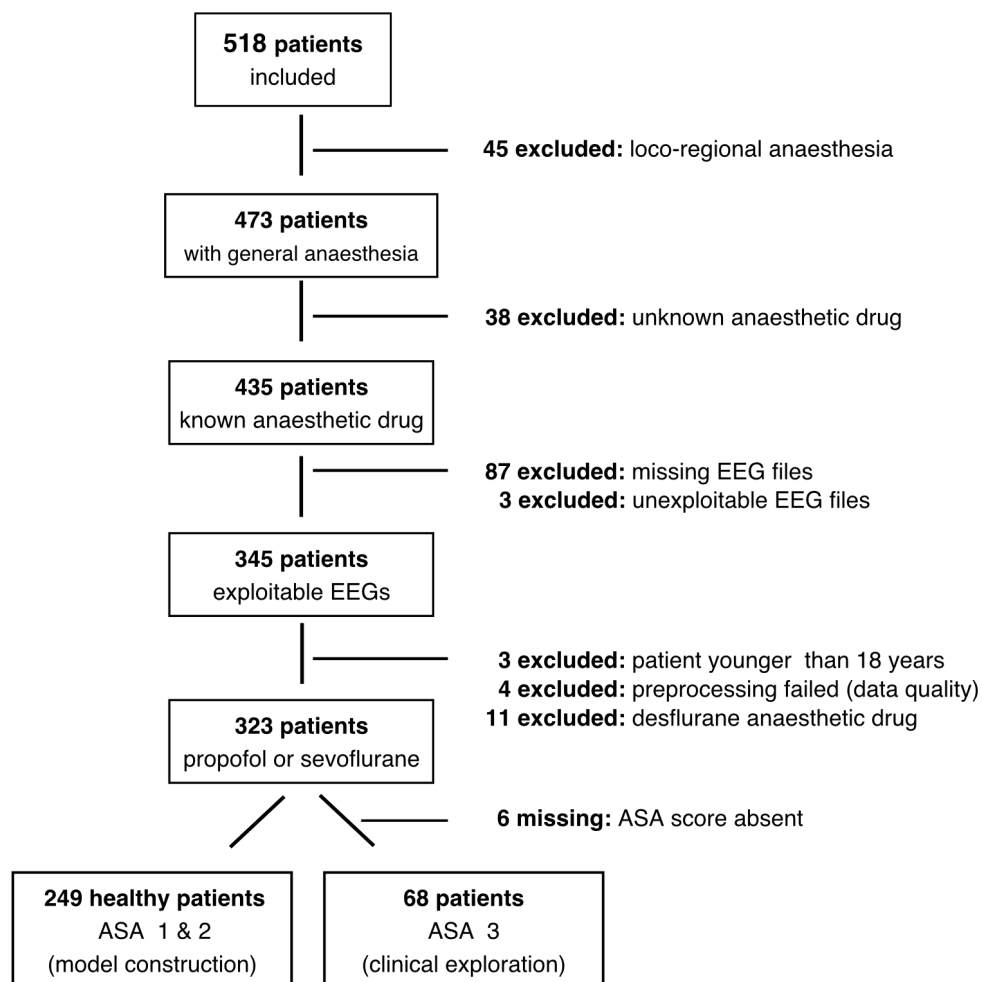 518 patients
included
45 excluded: loco-regional anaesthesia
473 patients
with general anaesthesia
38 excluded: unknown anaesthetic drug
435 patients
known anaesthetic drug
87 excluded: missing EEG files
3 excluded: unexploitable EEG files
345 patients
exploitable EEGs
3 excluded: patient younger than 18 years
4 excluded: preprocessing failed (data quality)
11 excluded: desflurane anaesthetic drug
323 patients
propofol or sevoflurane
6 missing: ASA score absent
249 healthy patients
ASA 1 & 2
(model construction)
68 patients
ASA 3
(clinical exploration)